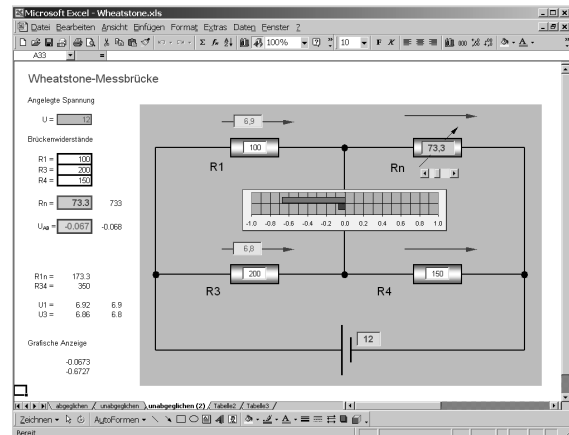 Microsoft Excel - Wheatstone.xls
Datei Bearbeiten Ansicht Einfügen Format Extras Daten Fenster ?
100% 10 F K
A33 =
Wheatstone-Messbrücke
Angelegte Spannung
U = 12
Brückenwiderstände
R1 = 100
R3 = 200
R4 = 150
Rn = 73.3 733
UAB = -0.067 -0.068
R1n = 173.3
R34 = 350
U1 = 6.92 6.9
U3 = 6.86 6.8
Grafische Anzeige
-0.0673
-0.6727
6,9
100 73,3
R1 Rn
-1.0 -0.8 -0.6 -0.4 -0.2 0.0 0.2 0.4 0.6 0.8 1.0
6,8
200 150
R3 R4
12
abgeglichen / unabgeglichen / unabgeglichen (2) / Tabelle2 / Tabelle3 /
Zeichnen AutoFormen
Bereit